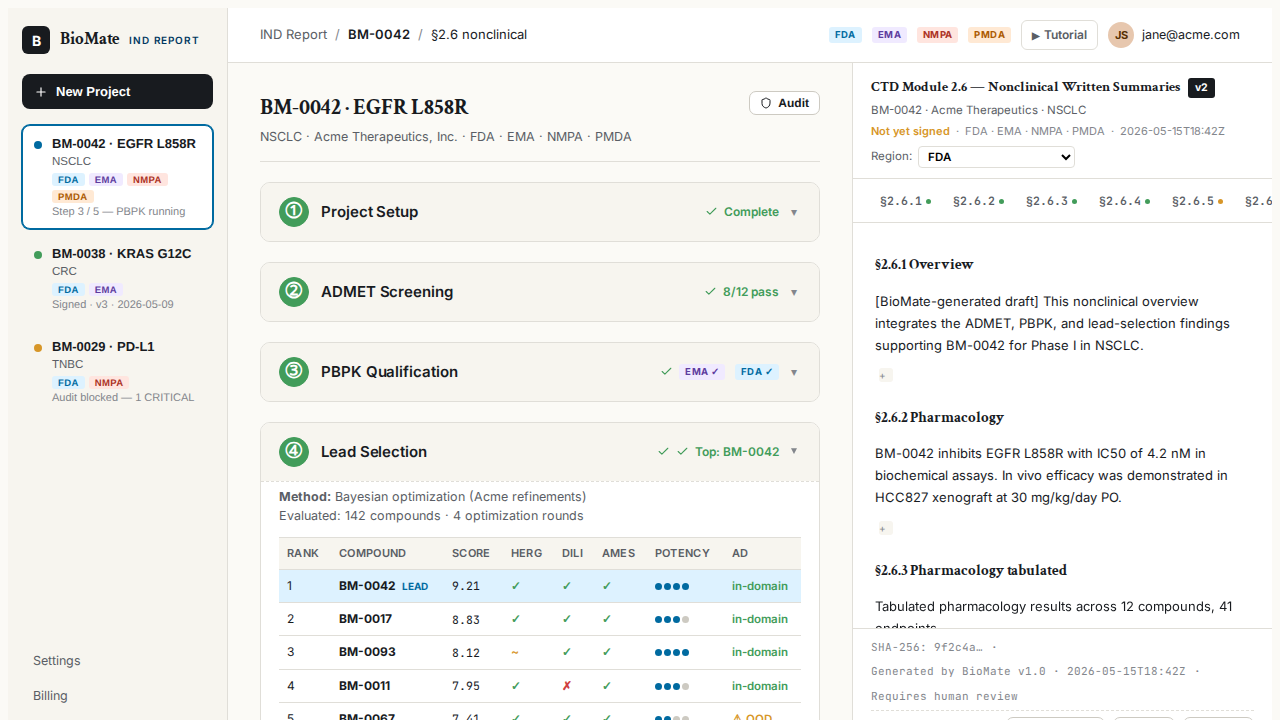 B BioMate IND REPORT
+ New Project
BM-0042 · EGFR L858R
NSCLC
FDA EMA NMPA
PMDA
Step 3 / 5 — PBPK running
BM-0038 · KRAS G12C
CRC
FDA EMA
Signed · v3 · 2026-05-09
BM-0029 · PD-L1
TNBC
FDA NMPA
Audit blocked — 1 CRITICAL
Settings
Billing
IND Report / BM-0042 / §2.6 nonclinical
FDA EMA NMPA PMDA ▶ Tutorial JS jane@acme.com
BM-0042 · EGFR L858R
Audit
NSCLC · Acme Therapeutics, Inc. · FDA · EMA · NMPA · PMDA
① Project Setup ✓ Complete ▼
② ADMET Screening ✓ 8/12 pass ▼
③ PBPK Qualification ✓ EMA ✓ FDA ✓ ▼
④ Lead Selection ✓ ✓ Top: BM-0042 ▼
Method: Bayesian optimization (Acme refinements)
Evaluated: 142 compounds · 4 optimization rounds
RANK COMPOUND SCORE HERG DILI AMES POTENCY AD
1 BM-0042 LEAD 9.21 ✓ ✓ ✓ ●●●● in-domain
2 BM-0017 8.83 ✓ ✓ ✓ ●●●● in-domain
3 BM-0093 8.12 ~ ✓ ✓ ●●●● in-domain
4 BM-0011 7.95 ✓ ✗ ✓ ●●●● in-domain
5 BM-0067 7.41 ✓ ✓ ✓ ●●●● ⚠ OOD
CTD Module 2.6 — Nonclinical Written Summaries v2
BM-0042 · Acme Therapeutics · NSCLC
Not yet signed · FDA · EMA · NMPA · PMDA · 2026-05-15T18:42Z
Region: FDA
§2.6.1 ● §2.6.2 ● §2.6.3 ● §2.6.4 ● §2.6.5 ● §2.6
§2.6.1 Overview
[BioMate-generated draft] This nonclinical overview
integrates the ADMET, PBPK, and lead-selection findings
supporting BM-0042 for Phase I in NSCLC.
+
§2.6.2 Pharmacology
BM-0042 inhibits EGFR L858R with IC50 of 4.2 nM in
biochemical assays. In vivo efficacy was demonstrated in
HCC827 xenograft at 30 mg/kg/day PO.
+
§2.6.3 Pharmacology tabulated
Tabulated pharmacology results across 12 compounds, 41
endpoints.
SHA-256: 9f2c4a… ·
Generated by BioMate v1.0 · 2026-05-15T18:42Z ·
Requires human review